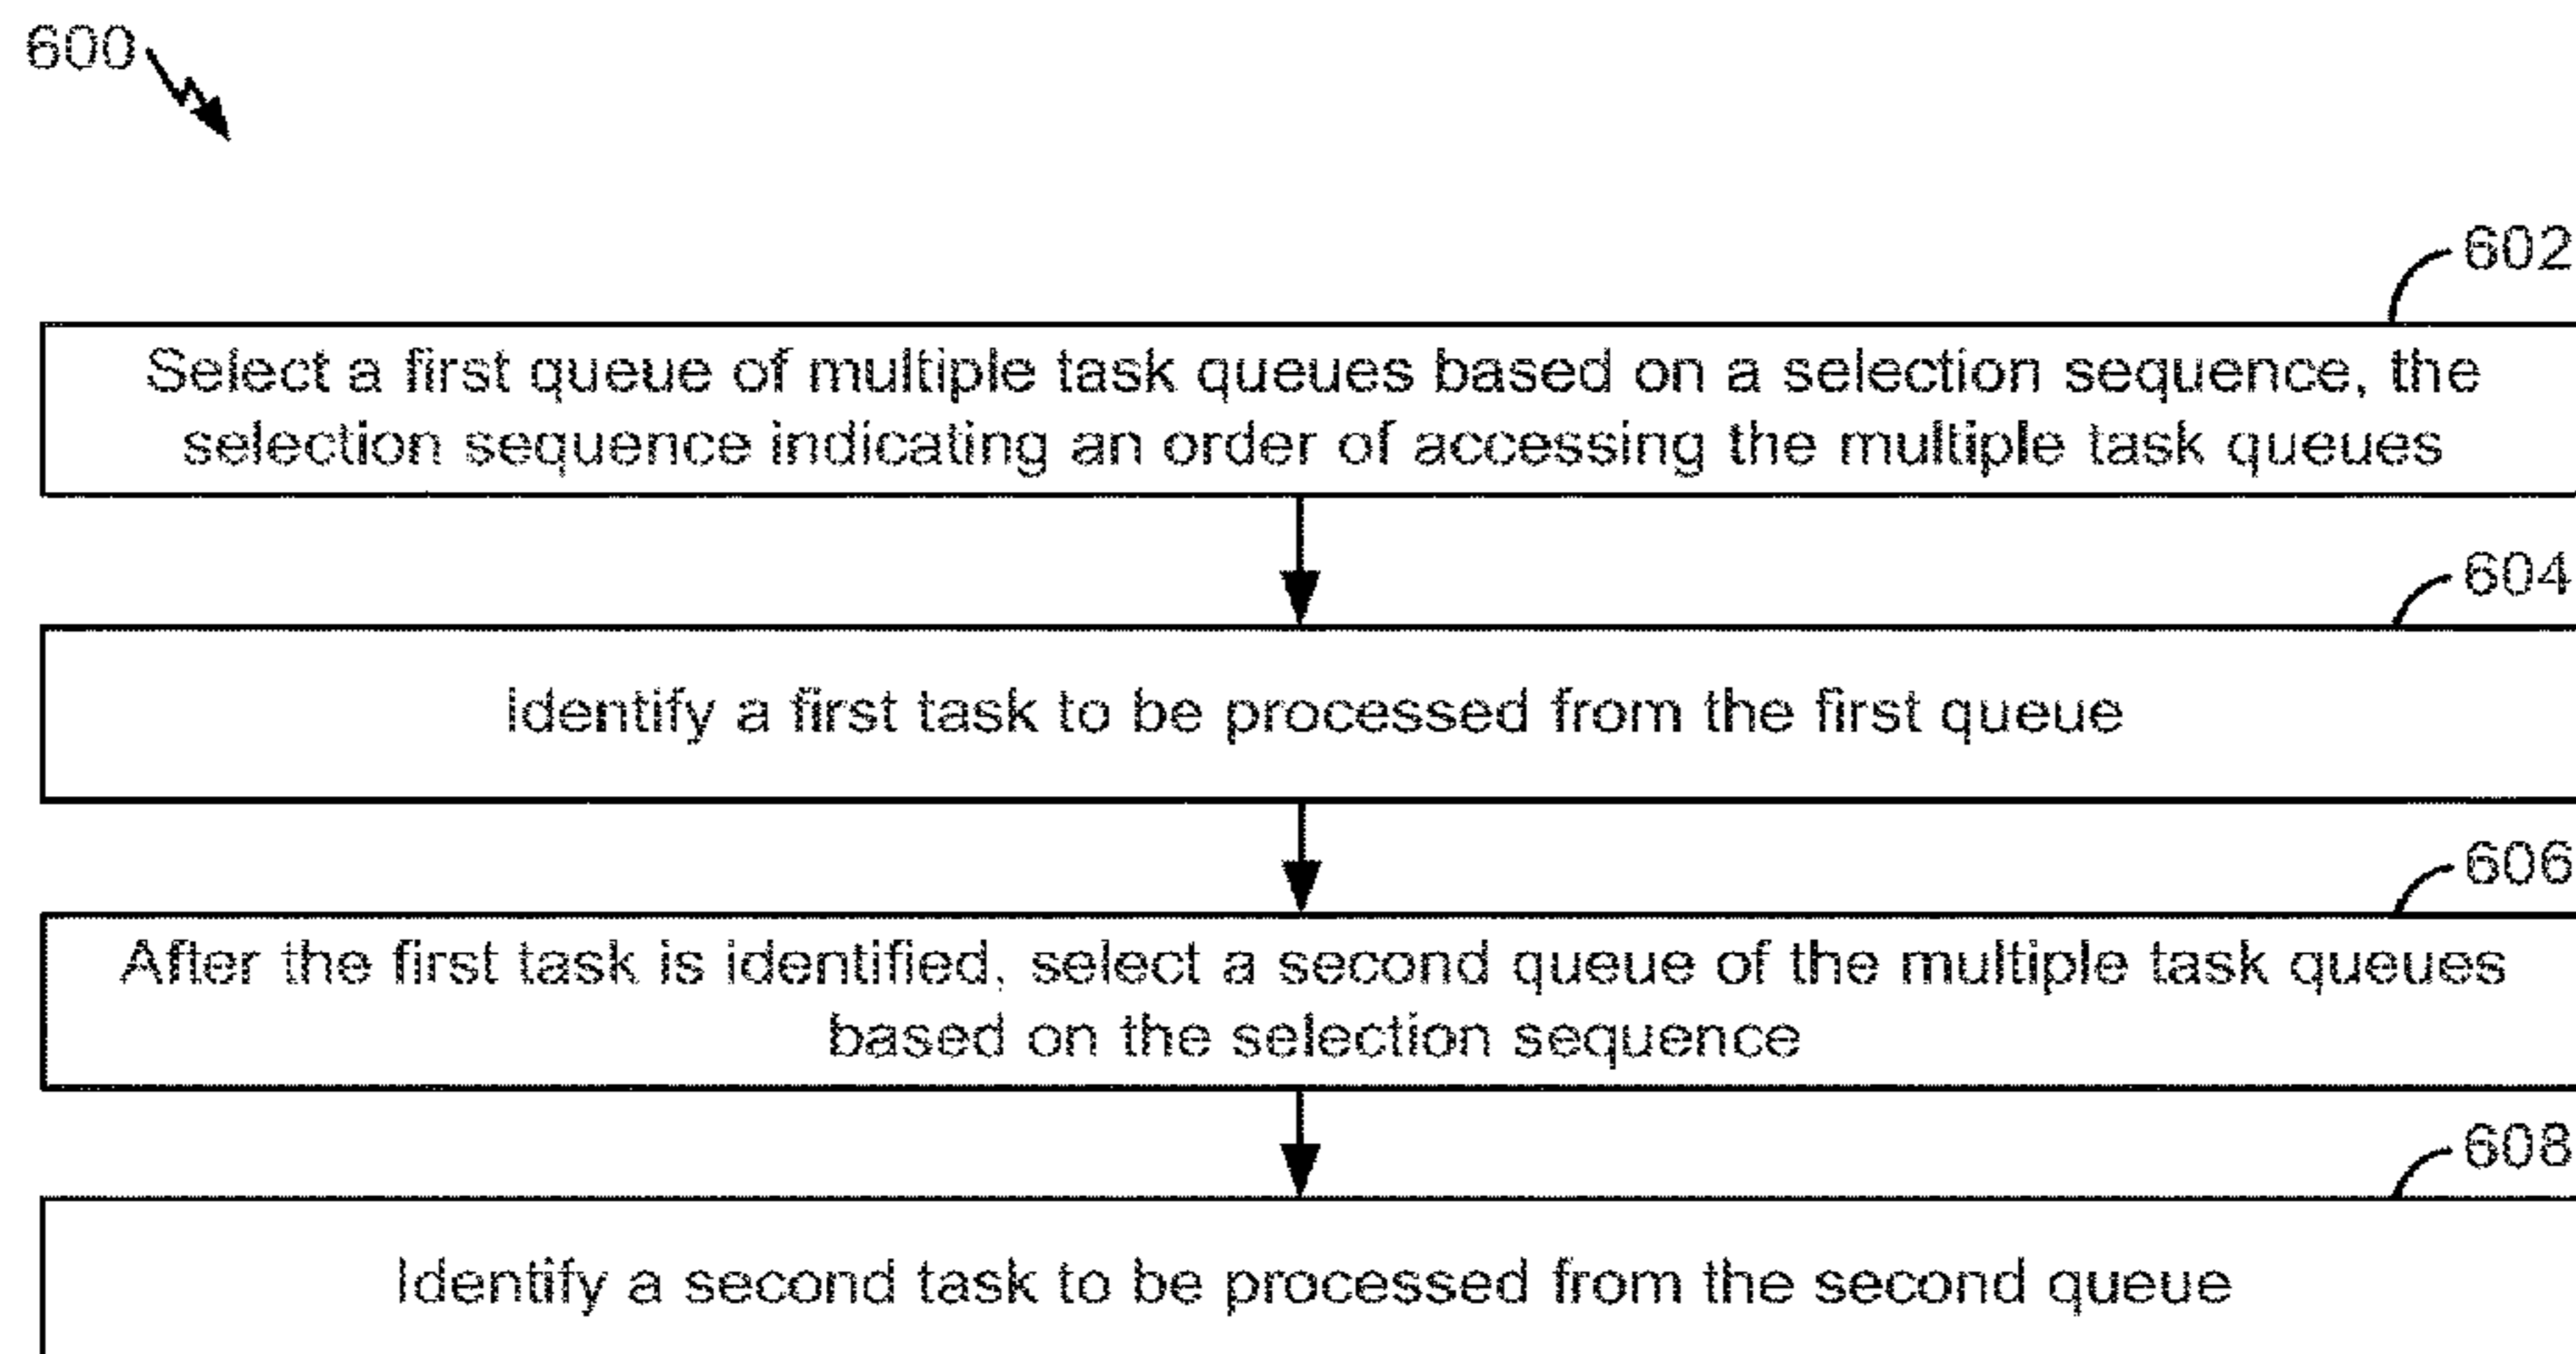 600
602
Select a first queue of multiple task queues based on a selection sequence, the
selection sequence indicating an order of accessing the multiple task queues
604
Identify a first task to be processed from the first queue
606
After the first task is identified, select a second queue of the multiple task queues
based on the selection sequence
608
Identify a second task to be processed from the second queue